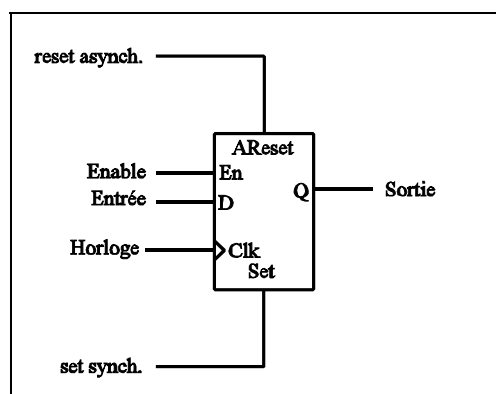 reset asynch.
AReset
Enable
En
Entrée
D
Q
Sortie
Horloge
Clk
Set
set synch.